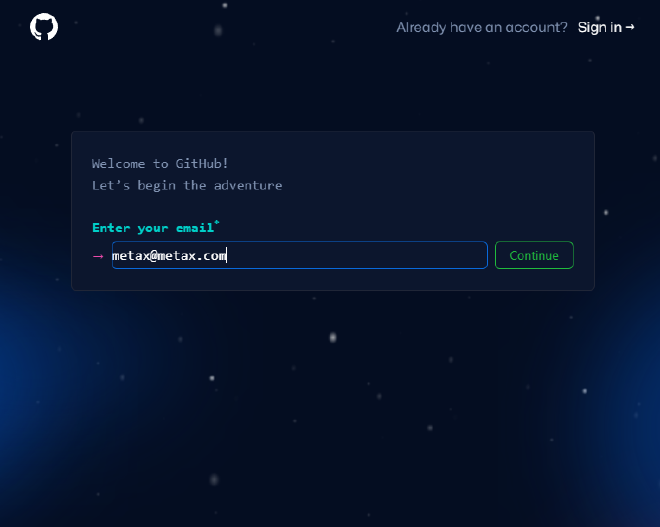 Already have an account? Sign in →
Welcome to GitHub!
Let's begin the adventure
Enter your email*
→ metax@metax.com
Continue